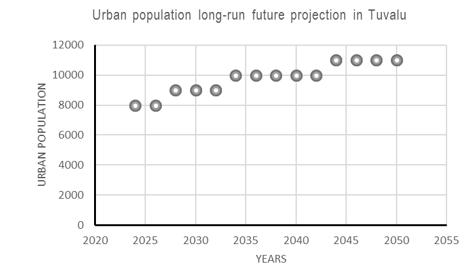 Urban population long-run future projection in Tuvalu
12000
10000
8000
6000
4000
2000
0
URBAN POPULATION
2020 2025 2030 2035 2040 2045 2050 2055
YEARS